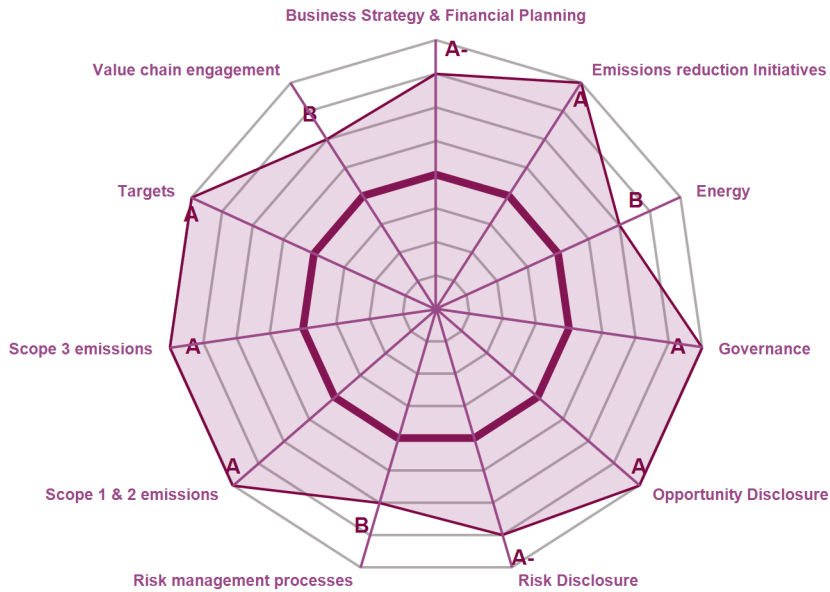 Business Strategy & Financial Planning
A-
Value chain engagement
Emissions reduction Initiatives
A
B
Targets
A
Energy
B
Scope 3 emissions
A
Governance
A
Scope 1 & 2 emissions
A
Opportunity Disclosure
A
Risk management processes
B
Risk Disclosure
A-